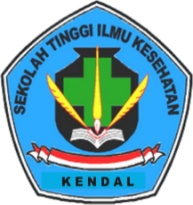 SEKOLAH TINGGI ILMU KESEHATAN
KENDAL